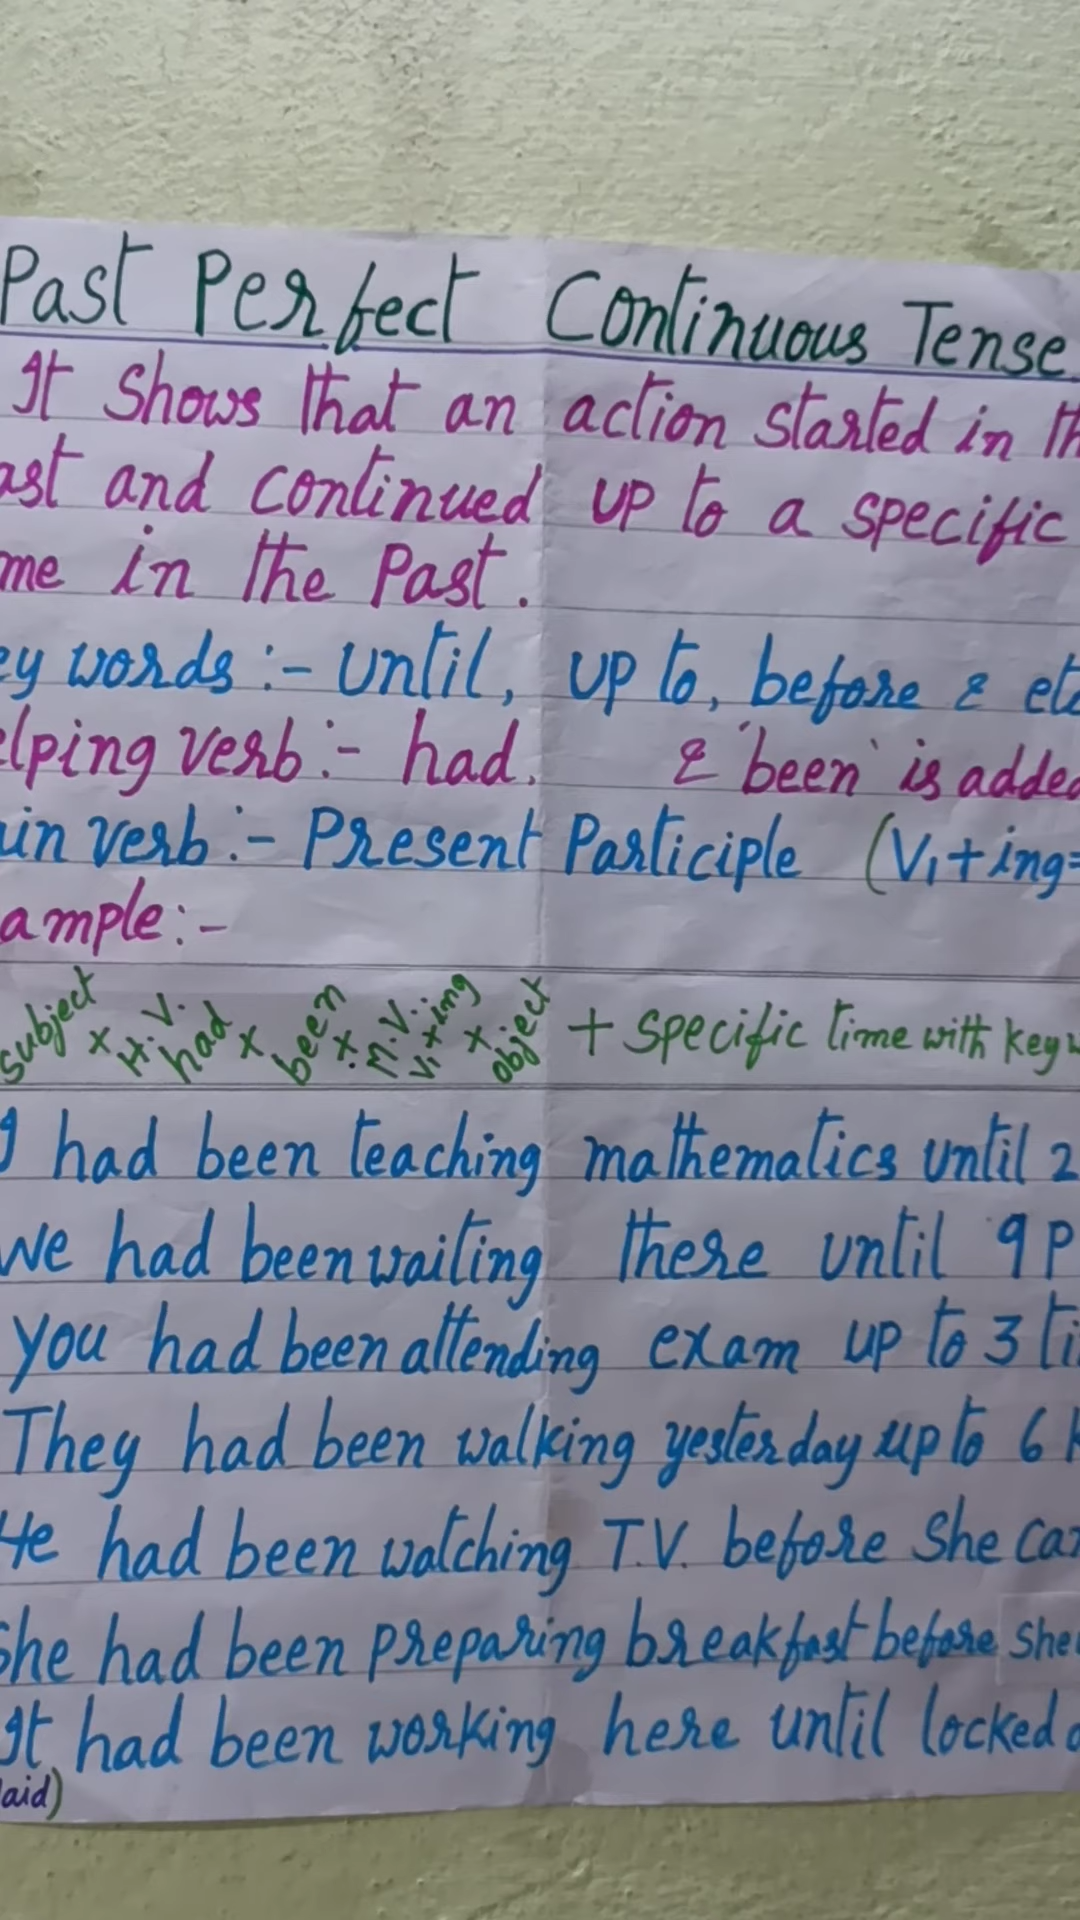 Past Perfect Continuous Tense
It shows that an action started in th
ast and continued up to a specific
me in the Past.
ey words :- until, up to, before & etc
elping verb :- had. & 'been' is added
in verb :- Present Participle (V1+ing=
ample:-
subject x H.V. had x been x M.V. V1+ing x object + specific time with keyw
I had been teaching mathematics until 2
We had been waiting there until 9 P
You had been attending exam up to 3 ti
They had been walking yesterday up to 6 k
He had been watching T.V. before she ca
She had been preparing breakfast before she
It had been working here until locked d
aid)